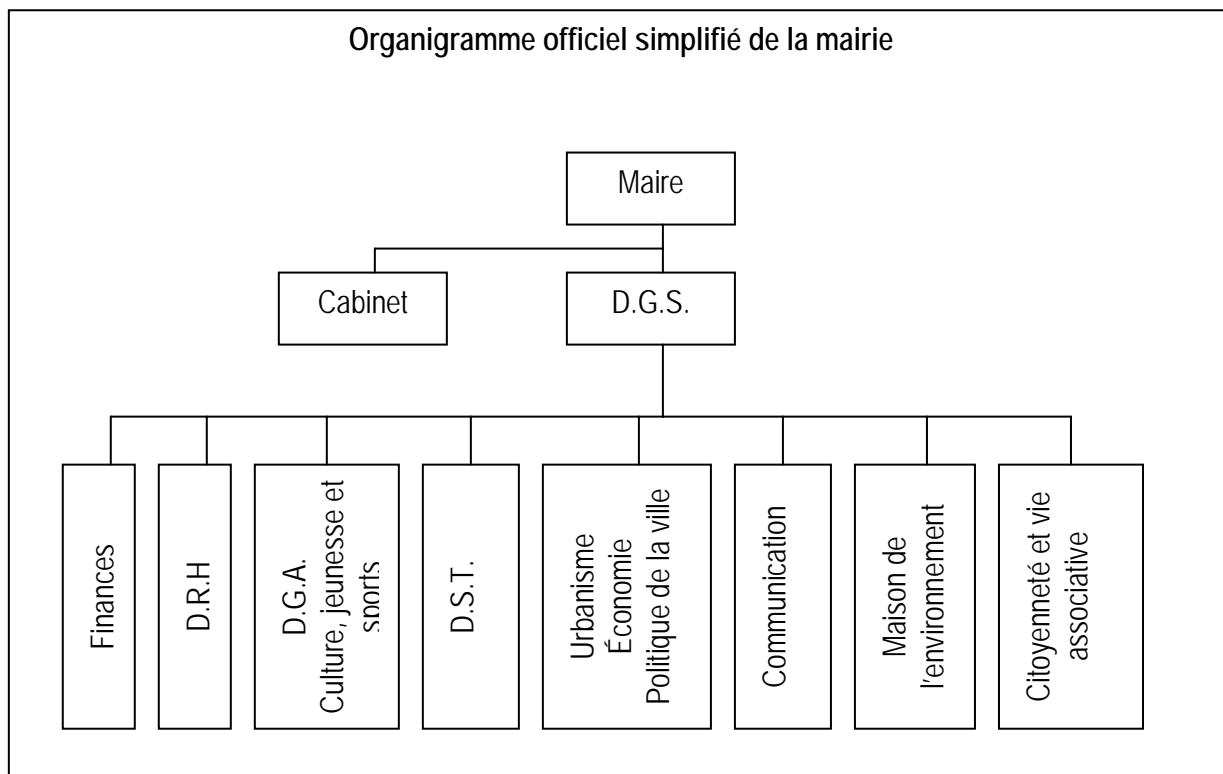 Organigramme officiel simplifié de la mairie
Maire
Cabinet
D.G.S.
Finances
D.R.H
D.G.A.
Culture, jeunesse et
sports
D.S.T.
Urbanisme
Économie
Politique de la ville
Communication
Maison de
l'environnement
Citoyenneté et vie
associative